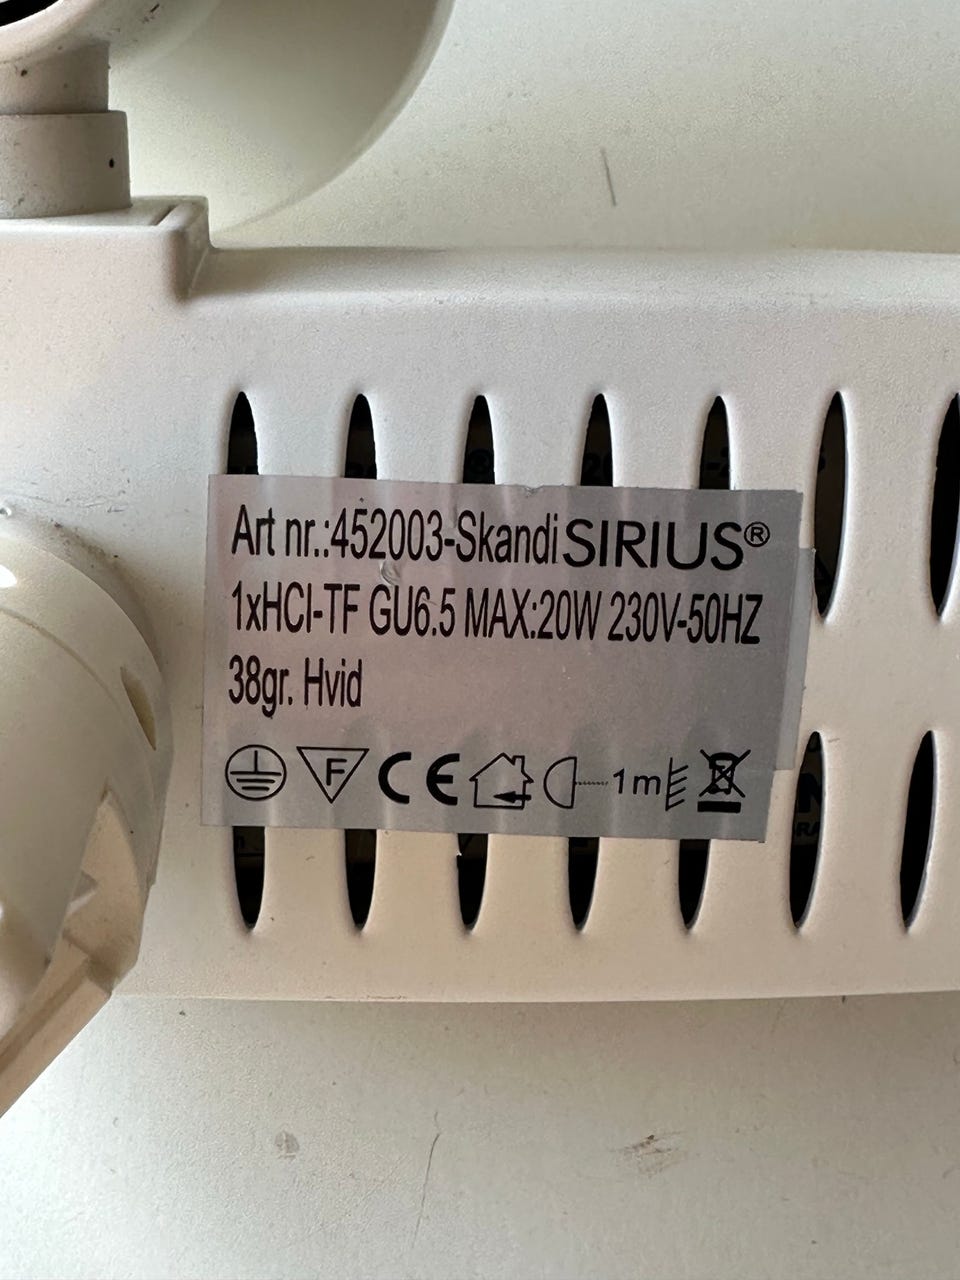 Art nr.:452003-Skandi SIRIUS®
1xHCI-TF GU6.5 MAX:20W 230V-50HZ
38gr. Hvid
F CE 1m